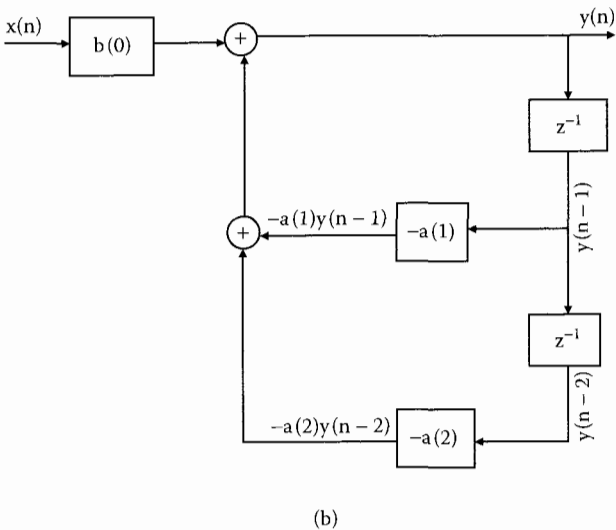 x(n)
y(n)
b(0)
+
z⁻¹
y(n − 1)
−a(1)y(n − 1)
−a(1)
+
z⁻¹
y(n − 2)
−a(2)y(n − 2)
−a(2)
(b)